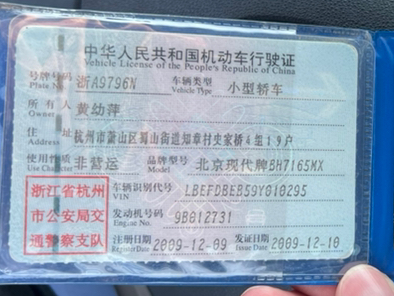 中华人民共和国机动车行驶证
Vehicle License of the People's Republic of China
号牌号码 浙A9796N 车辆类型 小型轿车
Plate No. Vehicle Type
所有人 黄幼萍
Owner
住址 杭州市萧山区蜀山街道知章村史家桥4组19户
Address
使用性质 非营运 品牌型号 北京现代牌BH7165MX
Use Character Model
浙江省杭州
市公安局交
通警察支队
车辆识别代号 LBEFDBEB59Y010295
VIN
发动机号码 9B012731
Engine No.
注册日期 2009-12-09 发证日期 2009-12-10
Register Date Issue Date